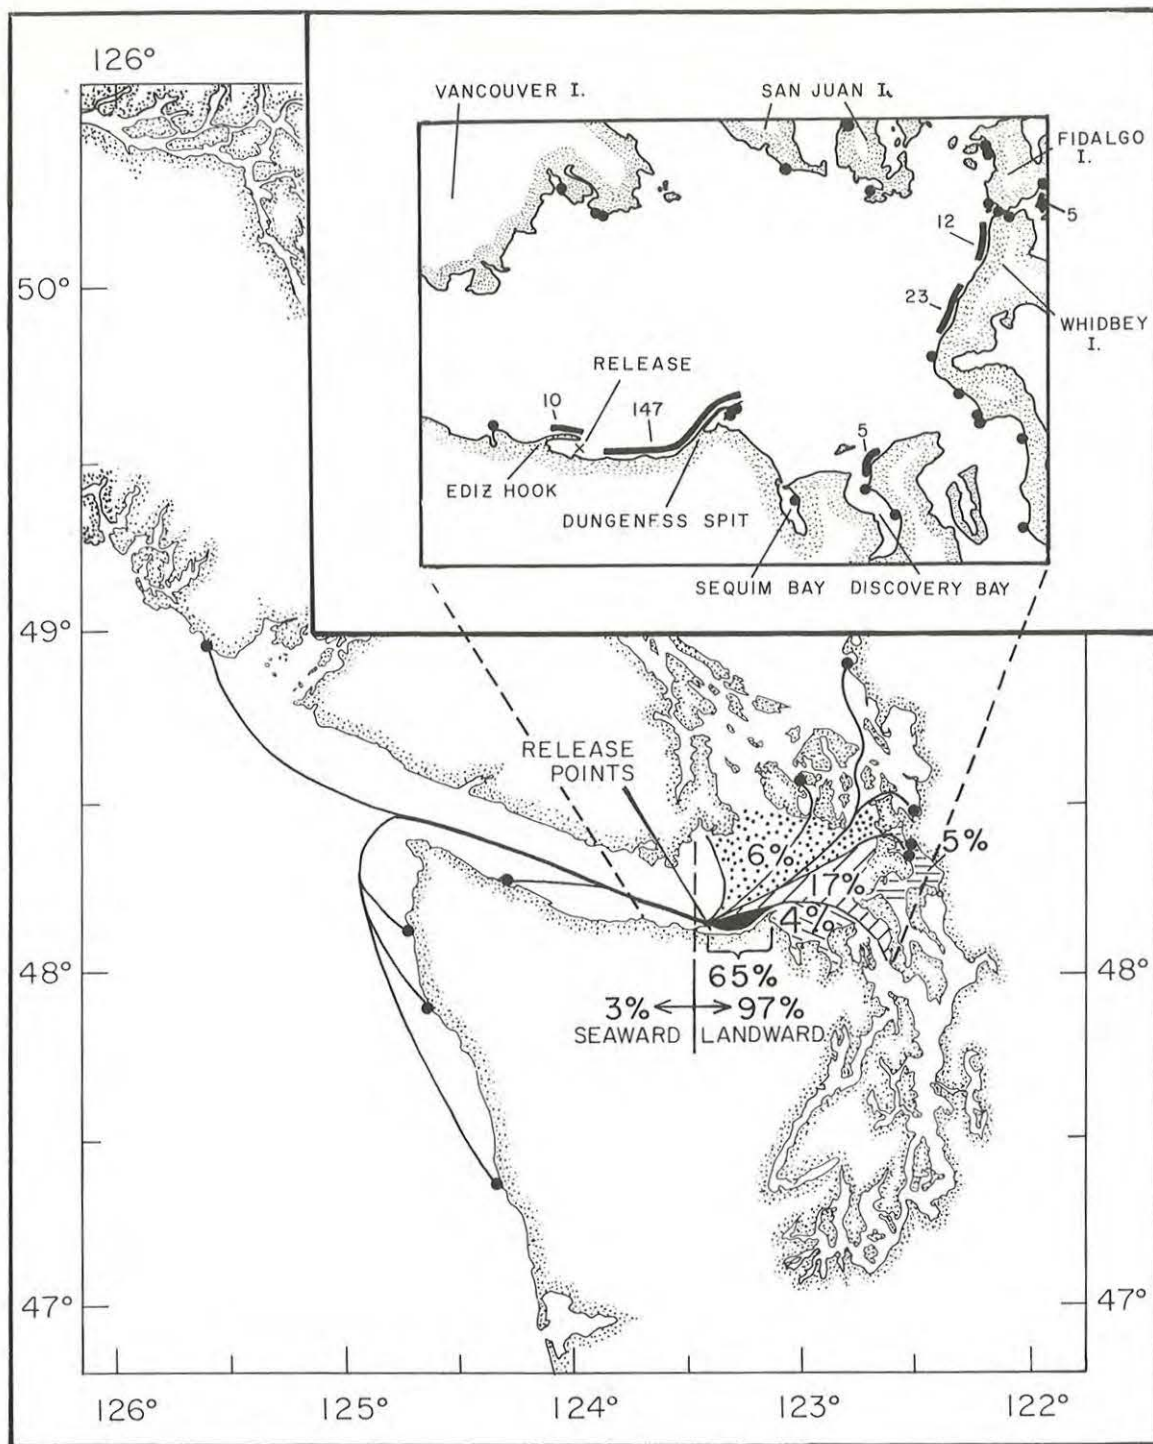 126°
VANCOUVER I.
SAN JUAN I.
FIDALGO
I.
5
12
50°
23
WHIDBEY
I.
RELEASE
10
147
5
EDIZ HOOK
DUNGENESS SPIT
SEQUIM BAY
DISCOVERY BAY
49°
RELEASE
POINTS
5%
6%
17%
4%
48°
48°
65%
3%
97%
SEAWARD
LANDWARD
47°
47°
126°
125°
124°
123°
122°